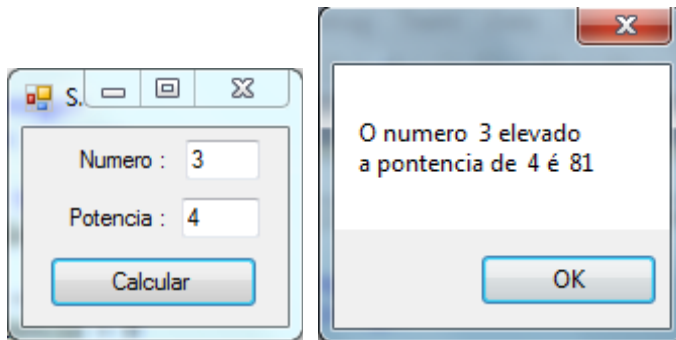 S.
Numero : 3
Potencia : 4
Calcular
O numero 3 elevado
a pontencia de 4 é 81
OK